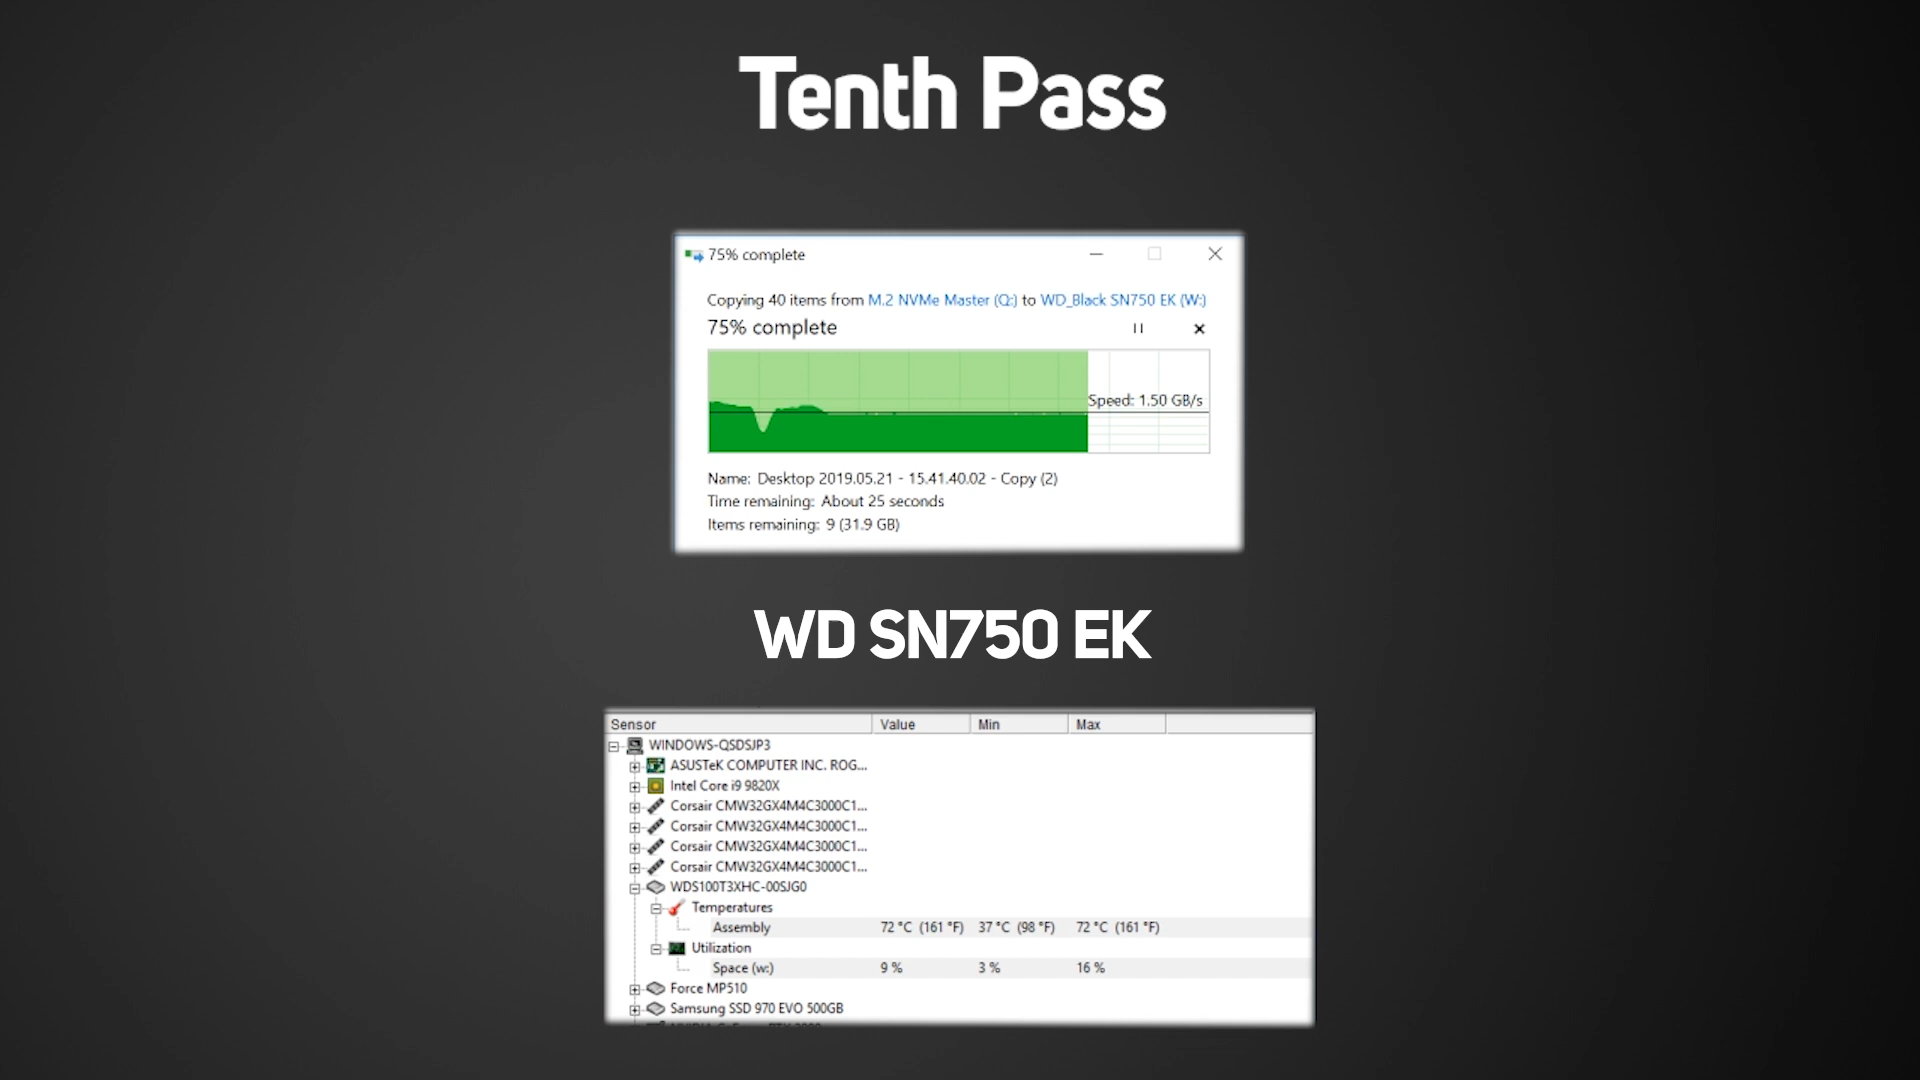 Tenth Pass
75% complete
Copying 40 items from M.2 NVMe Master (Q:) to WD_Black SN750 EK (W:)
75% complete
Speed: 1.50 GB/s
Name: Desktop 2019.05.21 - 15.41.40.02 - Copy (2)
Time remaining: About 25 seconds
Items remaining: 9 (31.9 GB)
WD SN750 EK
Sensor Value Min Max
WINDOWS-QSDSJP3
ASUSTeK COMPUTER INC. ROG...
Intel Core i9 9820X
Corsair CMW32GX4M4C3000C1...
Corsair CMW32GX4M4C3000C1...
Corsair CMW32GX4M4C3000C1...
Corsair CMW32GX4M4C3000C1...
WDS100T3XHC-00SJG0
Temperatures
Assembly 72 °C (161 °F) 37 °C (98 °F) 72 °C (161 °F)
Utilization
Space (w:) 9 % 3 % 16 %
Force MP510
Samsung SSD 970 EVO 500GB